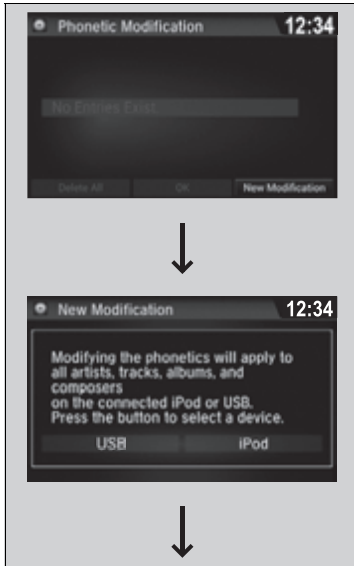 Phonetic Modification
12:34
No Entries Exist.
Delete All
OK
New Modification
New Modification
12:34
Modifying the phonetics will apply to
all artists, tracks, albums, and
composers
on the connected iPod or USB.
Press the button to select a device.
USB
iPod